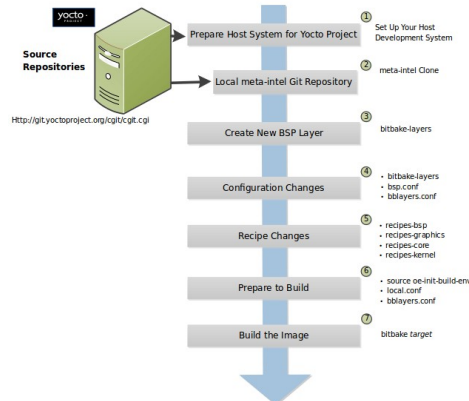 yocto
PROJECT
Source
Repositories
Http://git.yoctoproject.org/cgit/cgit.cgi
1
Prepare Host System for Yocto Project
Set Up Your Host
Development System
2
Local meta-intel Git Repository
meta-intel Clone
3
Create New BSP Layer
bitbake-layers
4
Configuration Changes
• bitbake-layers
• bsp.conf
• bblayers.conf
5
Recipe Changes
• recipes-bsp
• recipes-graphics
• recipes-core
• recipes-kernel
6
Prepare to Build
• source oe-init-build-env
• local.conf
• bblayers.conf
7
Build the Image
bitbake target